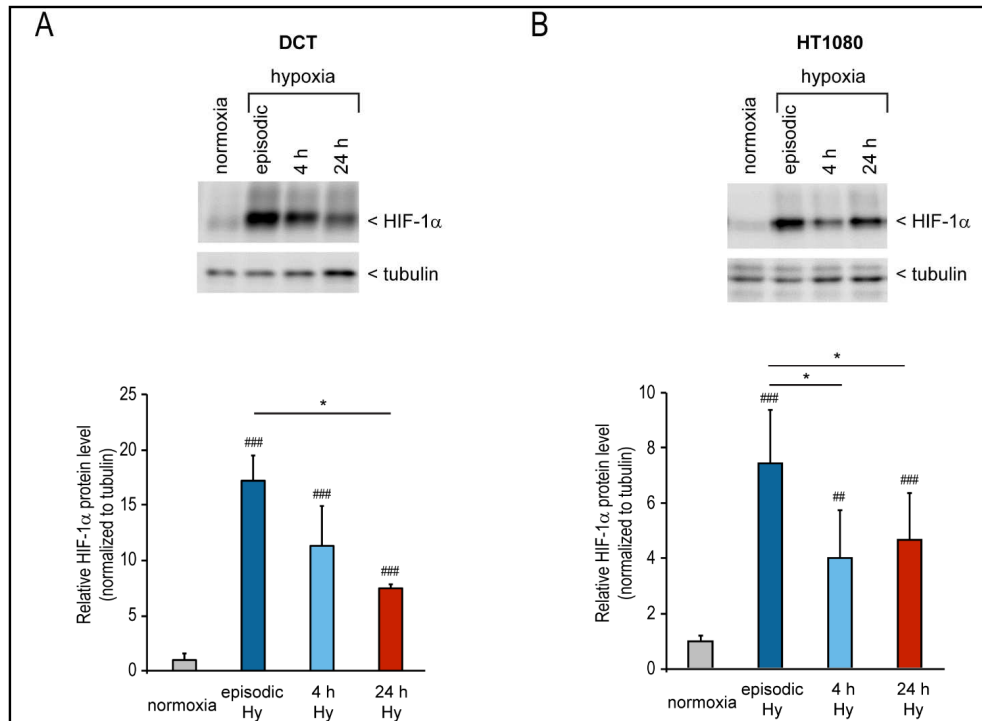 A
DCT
hypoxia
normoxia
episodic
4 h
24 h
< HIF-1α
< tubulin
Relative HIF-1α protein level
(normalized to tubulin)
25
20
15
10
5
0
*
###
###
###
normoxia
episodic
Hy
4 h
Hy
24 h
Hy
B
HT1080
hypoxia
normoxia
episodic
4 h
24 h
< HIF-1α
< tubulin
Relative HIF-1α protein level
(normalized to tubulin)
10
8
6
4
2
0
*
*
###
##
###
normoxia
episodic
Hy
4 h
Hy
24 h
Hy